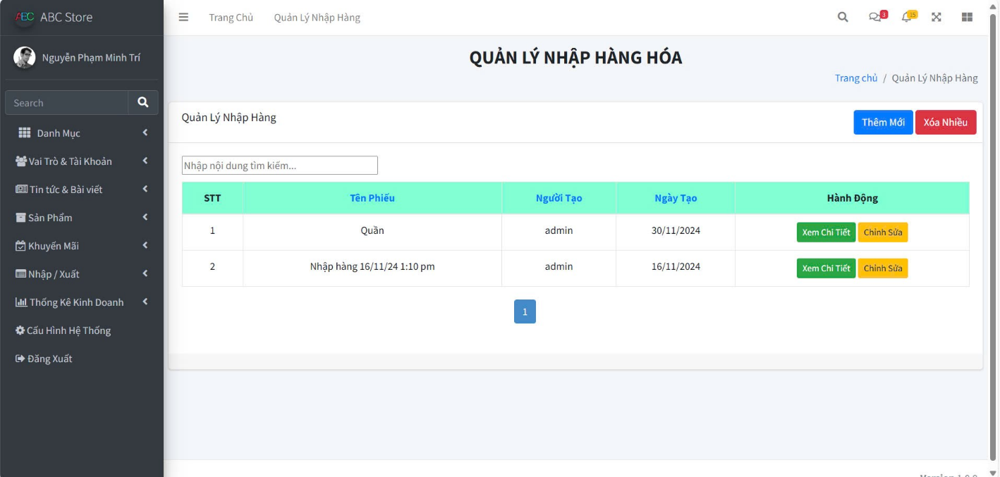 AEC ABC Store
Trang Chủ Quản Lý Nhập Hàng
3
15
Nguyễn Phạm Minh Trí
Search
Danh Mục
Vai Trò & Tài Khoản
Tin tức & Bài viết
Sản Phẩm
Khuyến Mãi
Nhập / Xuất
Thống Kê Kinh Doanh
Cấu Hình Hệ Thống
Đăng Xuất
QUẢN LÝ NHẬP HÀNG HÓA
Trang chủ / Quản Lý Nhập Hàng
Quản Lý Nhập Hàng
Thêm Mới Xóa Nhiều
Nhập nội dung tìm kiếm...
STT Tên Phiếu Người Tạo Ngày Tạo Hành Động
1 Quần admin 30/11/2024 Xem Chi Tiết Chỉnh Sửa
2 Nhập hàng 16/11/24 1:10 pm admin 16/11/2024 Xem Chi Tiết Chỉnh Sửa
1